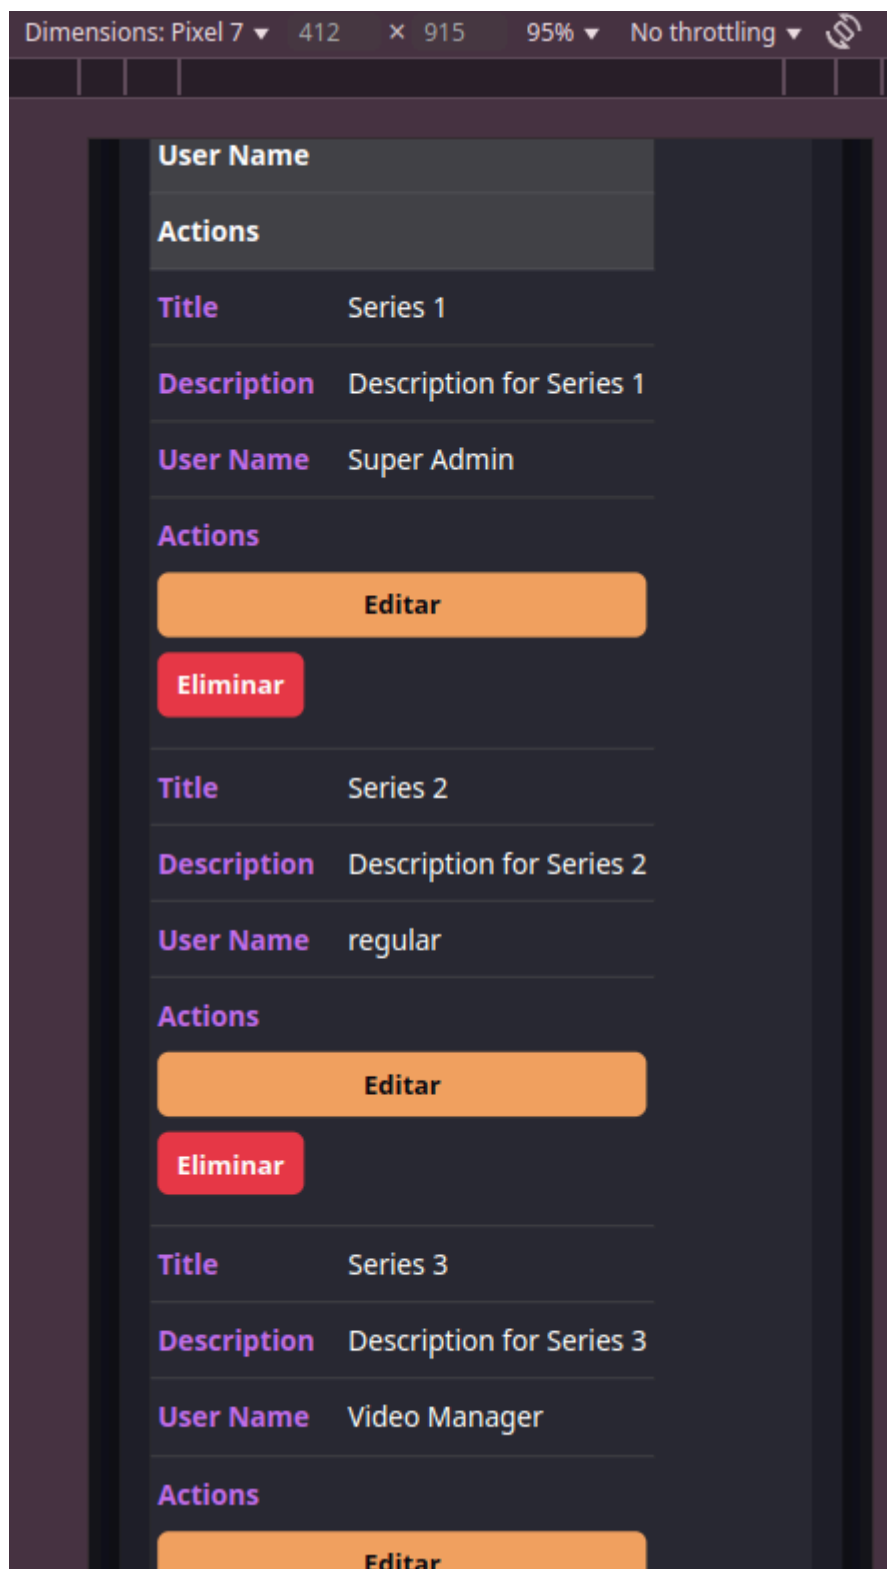 Dimensions: Pixel 7 ▼ 412 × 915 95% ▼ No throttling ▼
User Name
Actions
Title Series 1
Description Description for Series 1
User Name Super Admin
Actions
Editar
Eliminar
Title Series 2
Description Description for Series 2
User Name regular
Actions
Editar
Eliminar
Title Series 3
Description Description for Series 3
User Name Video Manager
Actions
Editar